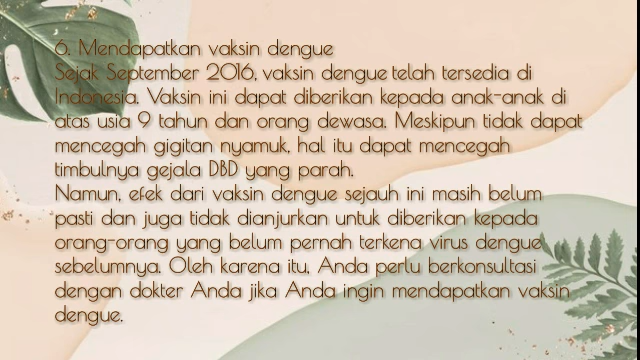 6. Mendapatkan vaksin dengue
Sejak September 2016, vaksin dengue telah tersedia di
Indonesia. Vaksin ini dapat diberikan kepada anak-anak di
atas usia 9 tahun dan orang dewasa. Meskipun tidak dapat
mencegah gigitan nyamuk, hal itu dapat mencegah
timbulnya gejala DBD yang parah.
Namun, efek dari vaksin dengue sejauh ini masih belum
pasti dan juga tidak dianjurkan untuk diberikan kepada
orang-orang yang belum pernah terkena virus dengue
sebelumnya. Oleh karena itu, Anda perlu berkonsultasi
dengan dokter Anda jika Anda ingin mendapatkan vaksin
dengue.